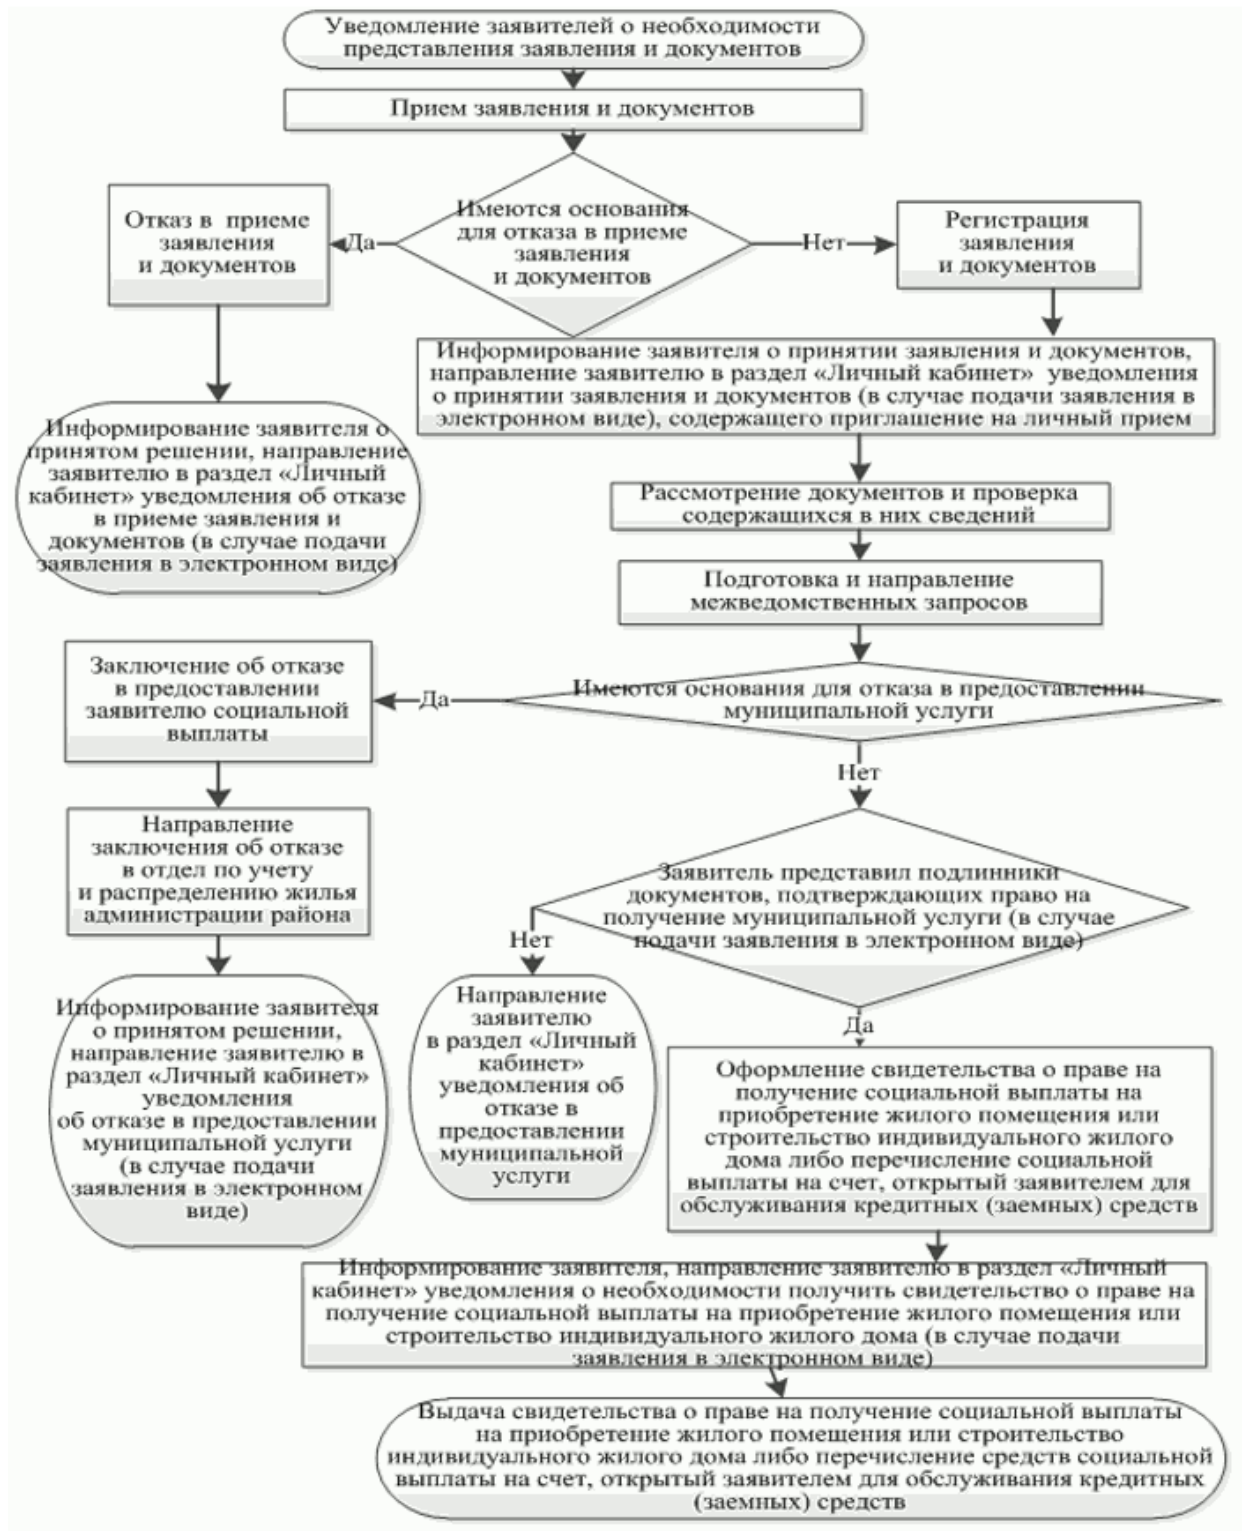 Уведомление заявителей о необходимости
представления заявления и документов
Прием заявления и документов
Имеются основания
для отказа в приеме
заявления
и документов
Да
Нет
Отказ в приеме
заявления
и документов
Регистрация
заявления
и документов
Информирование заявителя о принятии заявления и документов,
направление заявителю в раздел «Личный кабинет» уведомления
о принятии заявления и документов (в случае подачи заявления в
электронном виде), содержащего приглашение на личный прием
Информирование заявителя о
принятом решении, направление
заявителю в раздел «Личный
кабинет» уведомления об отказе
в приеме заявления и
документов (в случае подачи
заявления в электронном виде)
Рассмотрение документов и проверка
содержащихся в них сведений
Подготовка и направление
межведомственных запросов
Имеются основания для отказа в предоставлении
муниципальной услуги
Да
Нет
Заключение об отказе
в предоставлении
заявителю социальной
выплаты
Направление
заключения об отказе
в отдел по учету
и распределению жилья
администрации района
Информирование заявителя
о принятом решении,
направление заявителю в
раздел «Личный кабинет»
уведомления
об отказе в предоставлении
муниципальной услуги
(в случае подачи
заявления в электронном
виде)
Заявитель представил подлинники
документов, подтверждающих право на
получение муниципальной услуги (в случае
подачи заявления в электронном виде)
Нет
Да
Направление
заявителю
в раздел «Личный
кабинет»
уведомления об
отказе в
предоставлении
муниципальной
услуги
Оформление свидетельства о праве на
получение социальной выплаты на
приобретение жилого помещения или
строительство индивидуального жилого
дома либо перечисление социальной
выплаты на счет, открытый заявителем для
обслуживания кредитных (заемных) средств
Информирование заявителя, направление заявителю в раздел «Личный
кабинет» уведомления о необходимости получить свидетельство о праве на
получение социальной выплаты на приобретение жилого помещения или
строительство индивидуального жилого дома (в случае подачи
заявления в электронном виде)
Выдача свидетельства о праве на получение социальной выплаты
на приобретение жилого помещения или строительство
индивидуального жилого дома либо перечисление средств социальной
выплаты на счет, открытый заявителем для обслуживания кредитных
(заемных) средств